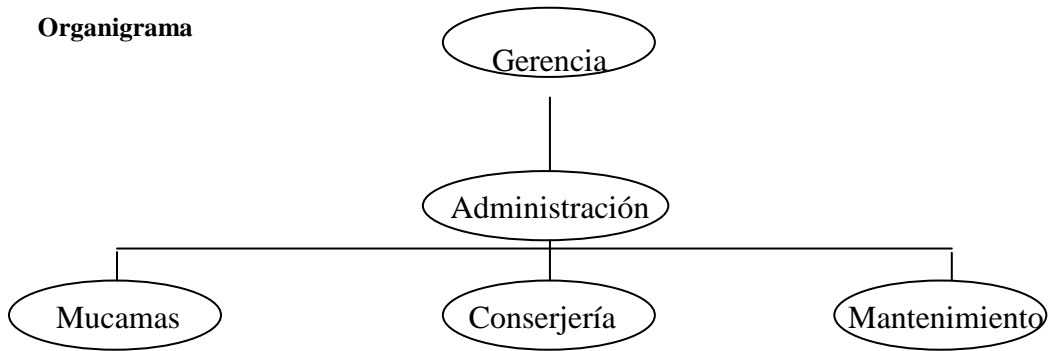 Organigrama
Gerencia
Administración
Mucamas Conserjería Mantenimiento